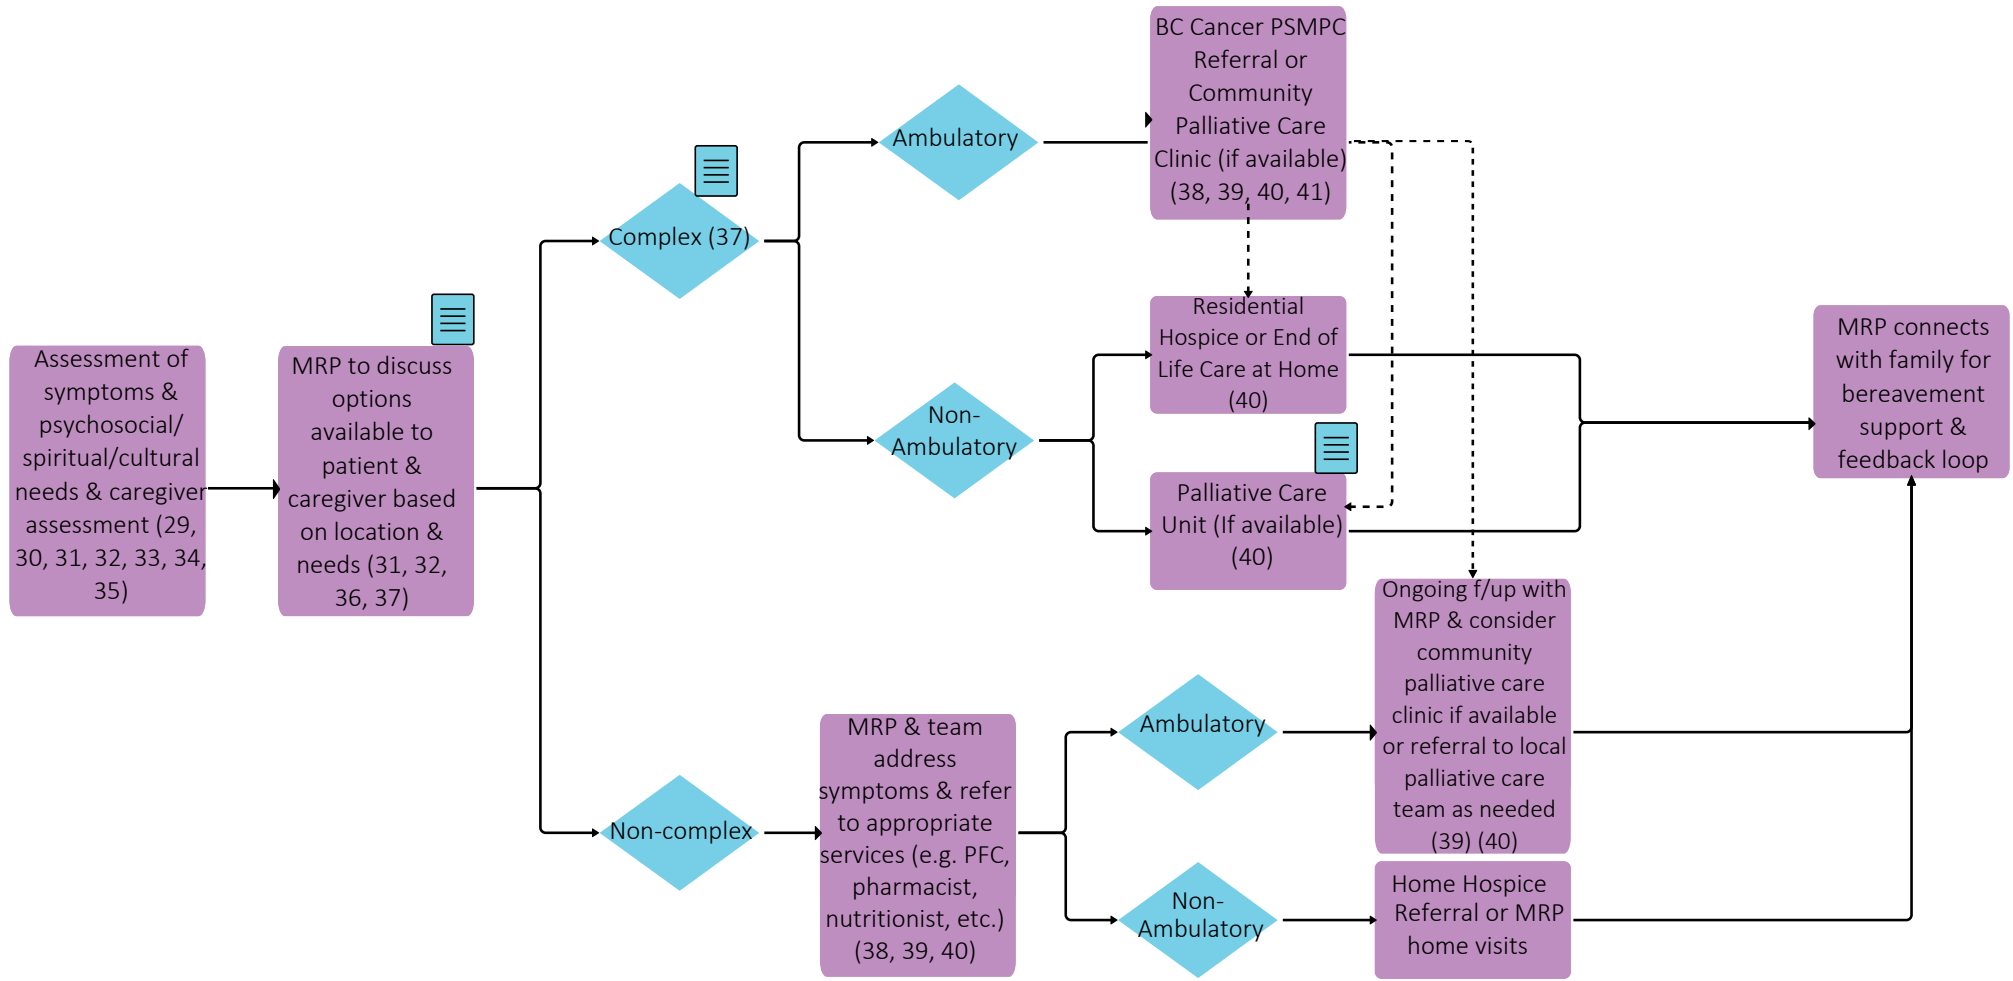 Assessment of
symptoms &
psychosocial/
spiritual/cultural
needs & caregiver
assessment (29,
30, 31, 32, 33, 34,
35)
MRP to discuss
options
available to
patient &
caregiver based
on location &
needs (31, 32,
36, 37)
Complex (37)
Non-complex
Ambulatory
Non-
Ambulatory
BC Cancer PSMPC
Referral or
Community
Palliative Care
Clinic (if available)
(38, 39, 40, 41)
Residential
Hospice or End of
Life Care at Home
(40)
Palliative Care
Unit (If available)
(40)
MRP & team
address
symptoms & refer
to appropriate
services (e.g. PFC,
pharmacist,
nutritionist, etc.)
(38, 39, 40)
Ambulatory
Non-
Ambulatory
Ongoing f/up with
MRP & consider
community
palliative care
clinic if available
or referral to local
palliative care
team as needed
(39) (40)
Home Hospice
Referral or MRP
home visits
MRP connects
with family for
bereavement
support &
feedback loop